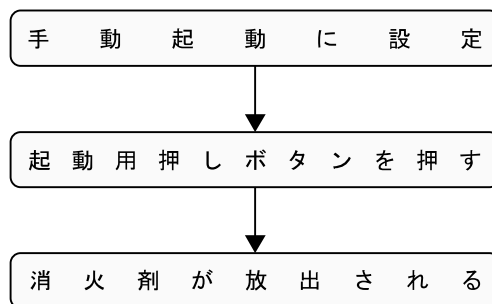 手動起動に設定
起動用押しボタンを押す
消火剤が放出される